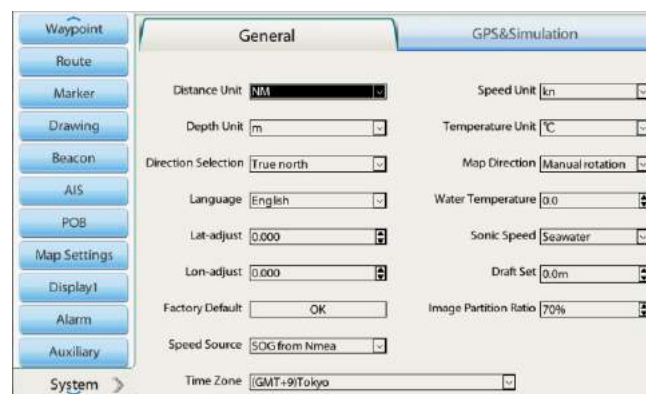 Waypoint
Route
Marker
Drawing
Beacon
AIS
POB
Map Settings
Display1
Alarm
Auxiliary
System
General
GPS&Simulation
Distance Unit NM
Speed Unit kn
Depth Unit m
Temperature Unit °C
Direction Selection True north
Map Direction Manual rotation
Language English
Water Temperature 0.0
Lat-adjust 0.000
Sonic Speed Seawater
Lon-adjust 0.000
Draft Set 0.0m
Factory Default OK
Image Partition Ratio 70%
Speed Source SOG from Nmea
Time Zone (GMT+9)Tokyo